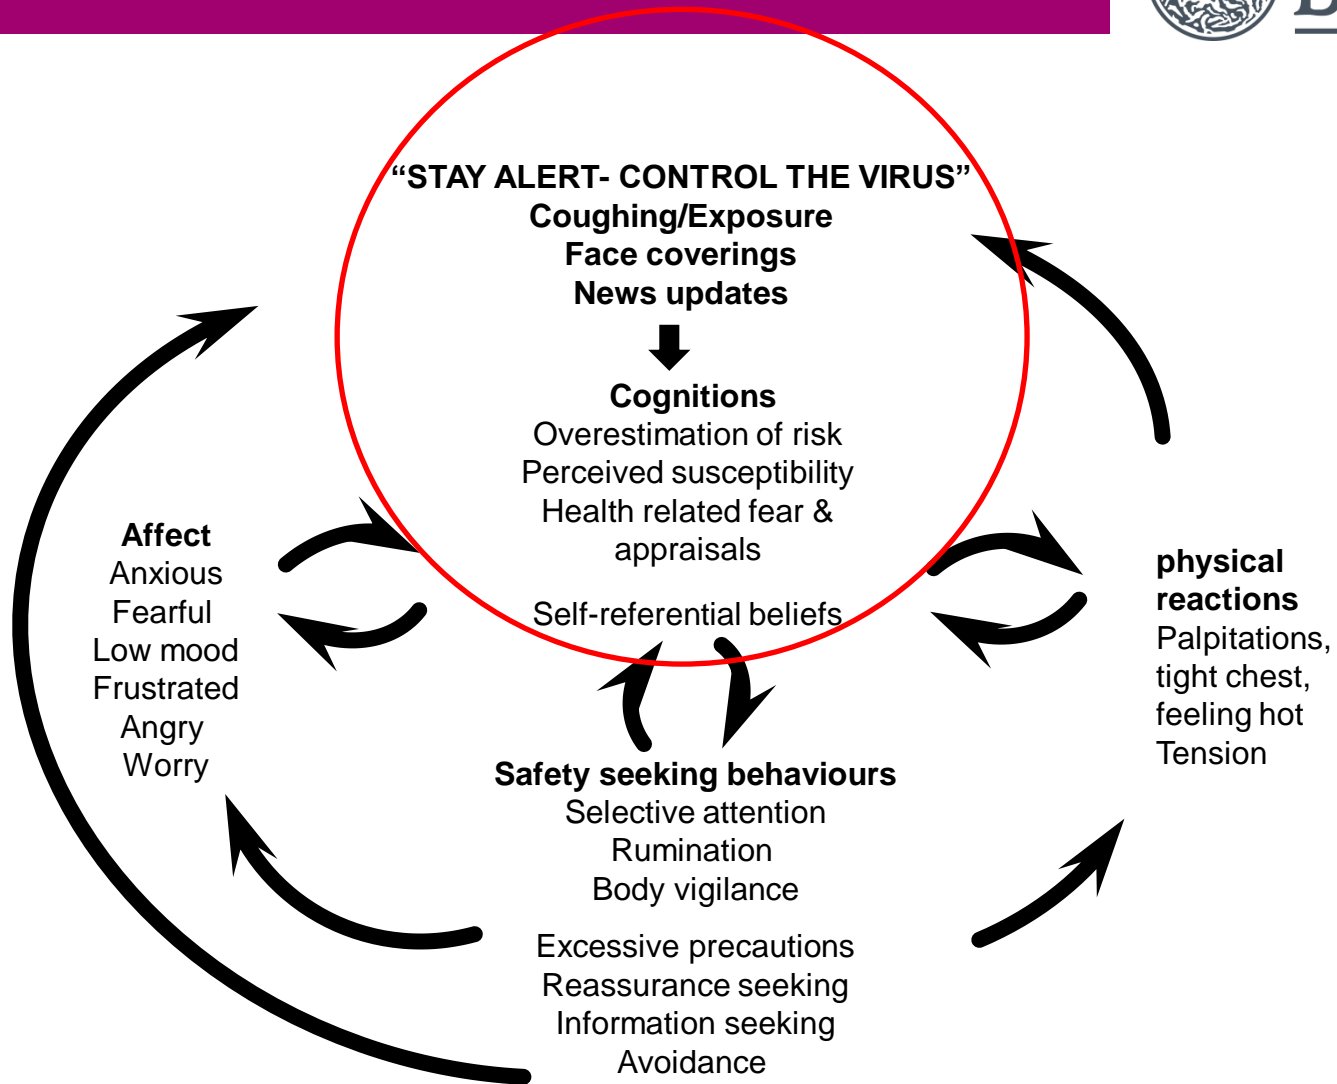 “STAY ALERT- CONTROL THE VIRUS”
Coughing/Exposure
Face coverings
News updates
Cognitions
Overestimation of risk
Perceived susceptibility
Health related fear &
appraisals
Self-referential beliefs
Affect
Anxious
Fearful
Low mood
Frustrated
Angry
Worry
physical
reactions
Palpitations,
tight chest,
feeling hot
Tension
Safety seeking behaviours
Selective attention
Rumination
Body vigilance
Excessive precautions
Reassurance seeking
Information seeking
Avoidance